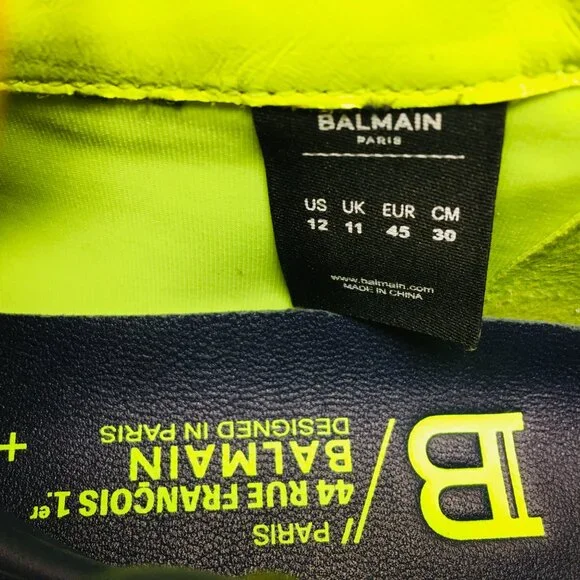 BALMAIN
PARIS
US UK EUR CM
12 11 45 30
www.balmain.com
MADE IN CHINA
// PARIS
44 RUE FRANÇOIS 1.er
BALMAIN
DESIGNED IN PARIS
B
+